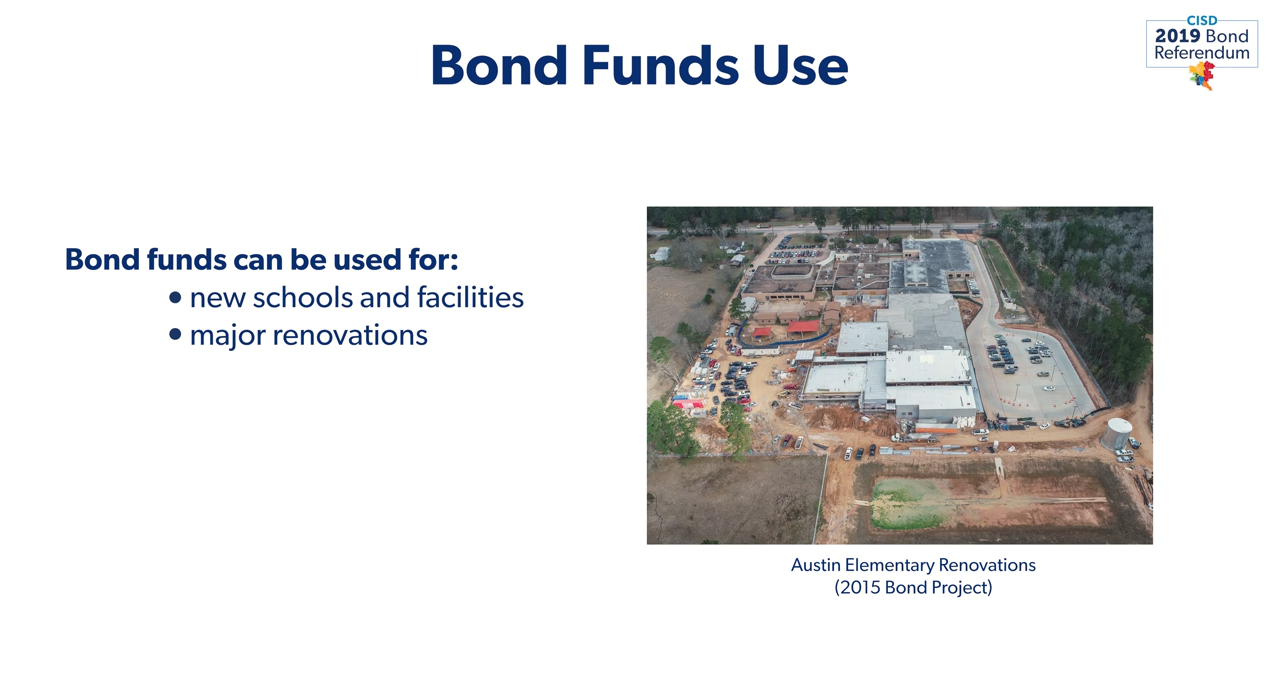 Bond Funds Use
CISD
2019 Bond
Referendum
Bond funds can be used for:
• new schools and facilities
• major renovations
Austin Elementary Renovations
(2015 Bond Project)